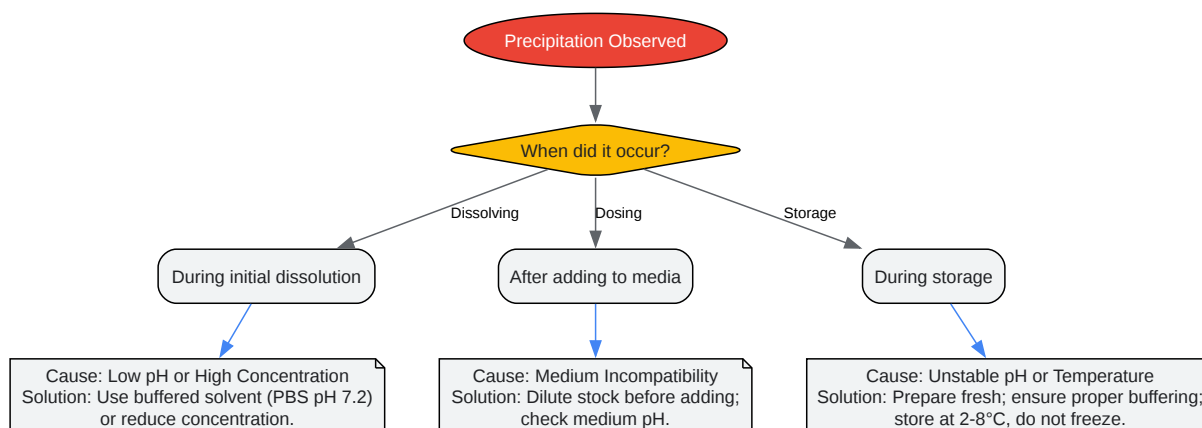 Precipitation Observed
When did it occur?
Dissolving
Dosing
Storage
During initial dissolution
After adding to media
During storage
Cause: Low pH or High Concentration
Solution: Use buffered solvent (PBS pH 7.2)
or reduce concentration.
Cause: Medium Incompatibility
Solution: Dilute stock before adding;
check medium pH.
Cause: Unstable pH or Temperature
Solution: Prepare fresh; ensure proper buffering;
store at 2-8°C, do not freeze.